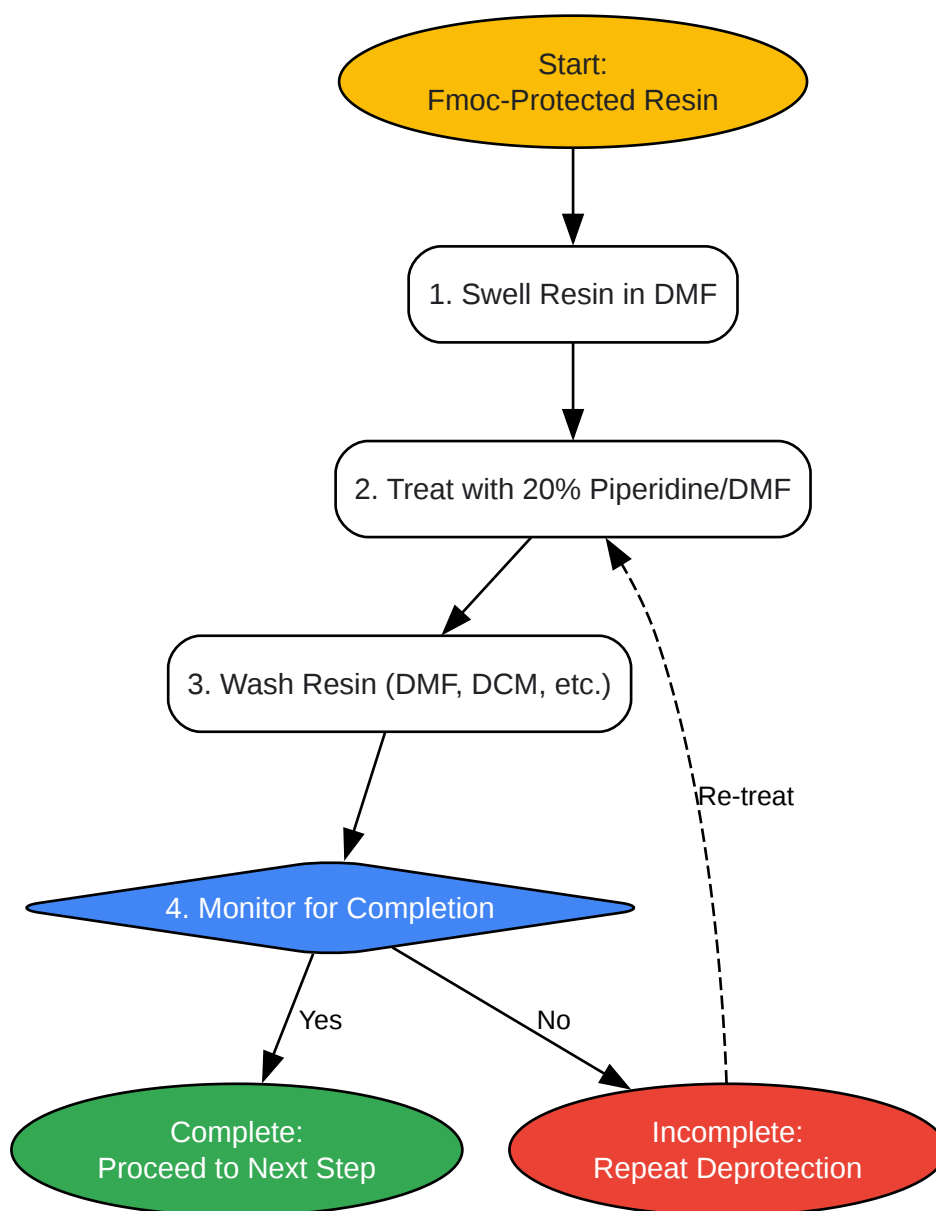 Start:
Fmoc-Protected Resin
1. Swell Resin in DMF
2. Treat with 20% Piperidine/DMF
3. Wash Resin (DMF, DCM, etc.)
Re-treat
4. Monitor for Completion
Yes
No
Complete:
Proceed to Next Step
Incomplete:
Repeat Deprotection